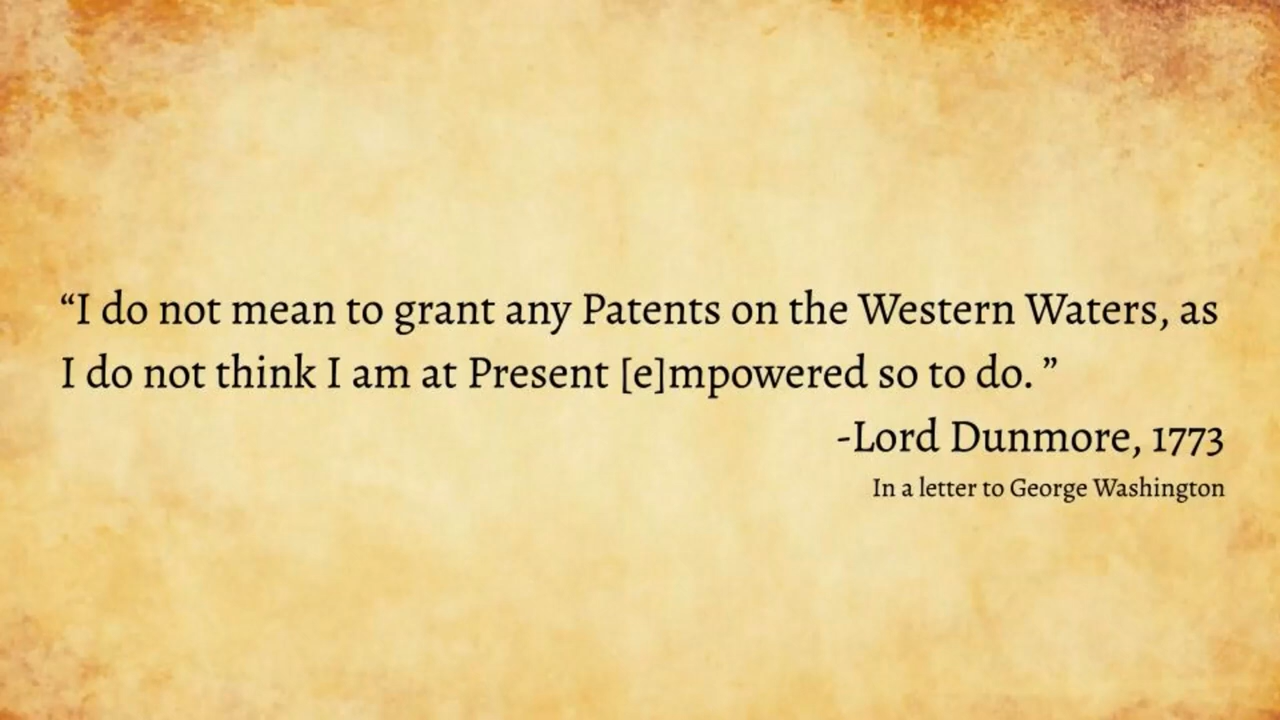 “I do not mean to grant any Patents on the Western Waters, as
I do not think I am at Present [e]mpowered so to do. ”
-Lord Dunmore, 1773
In a letter to George Washington